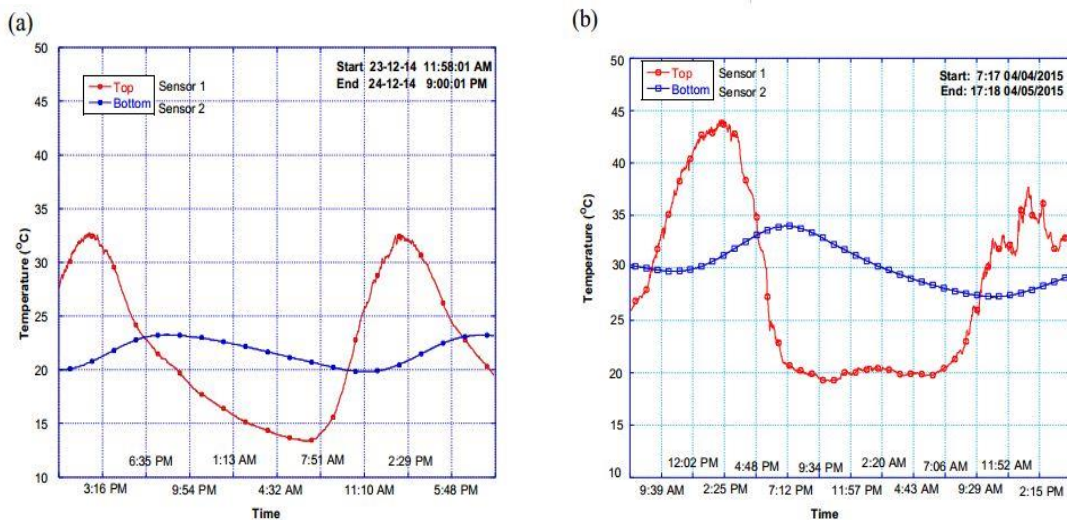 (a)
50
45
40
35
30
25
20
15
10
Temperature (°C)
Start 23-12-14 11:58:01 AM
End 24-12-14 9:00:01 PM
Top Sensor 1
Bottom Sensor 2
6:35 PM 1:13 AM 7:51 AM 2:29 PM
3:16 PM 9:54 PM 4:32 AM 11:10 AM 5:48 PM
Time
(b)
50
45
40
35
30
25
20
15
10
Temperature (°C)
Start: 7:17 04/04/2015
End: 17:18 04/05/2015
Top Sensor 1
Bottom Sensor 2
12:02 PM 4:48 PM 9:34 PM 2:20 AM 7:06 AM 11:52 AM
9:39 AM 2:25 PM 7:12 PM 11:57 PM 4:43 AM 9:29 AM 2:15 PM
Time